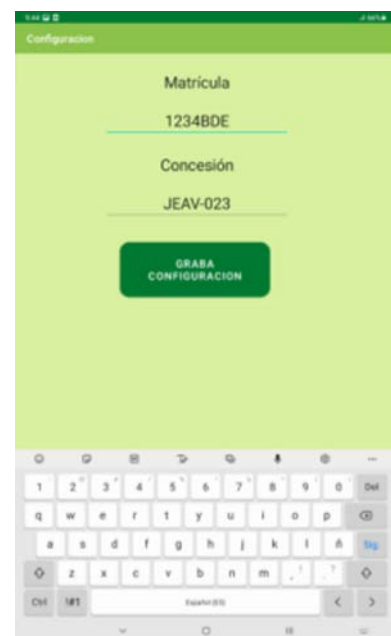 Configuracion
Matrícula
1234BDE
Concesión
JEAV-023
GRABA
CONFIGURACION
1 2 3 4 5 6 7 8 9 0 Del
q w e r t y u i o p
a s d f g h j k l ñ Sig.
z x c v b n m , . ?
Ctrl !#1 Español (ES) < >